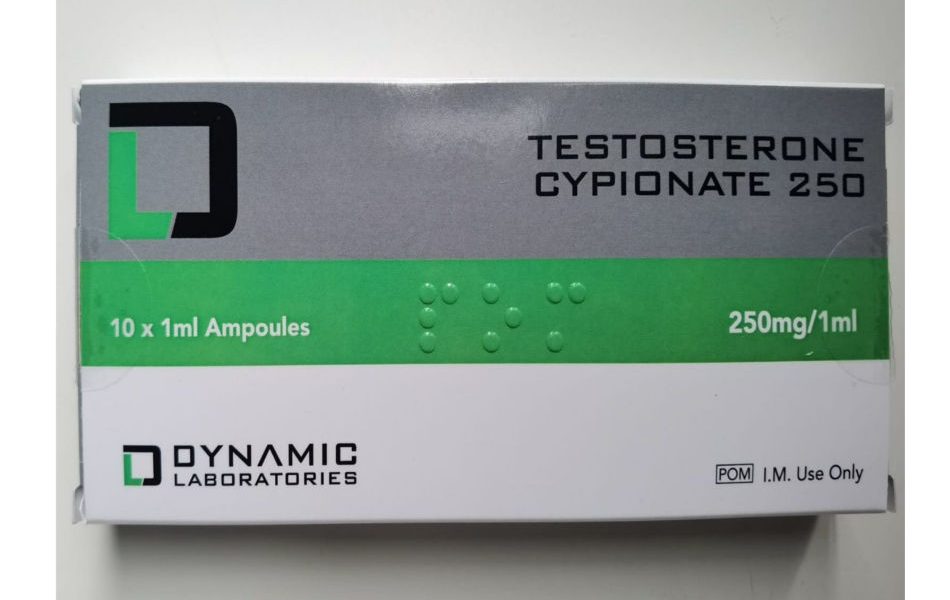 TESTOSTERONE
CYPIONATE 250
10 x 1ml Ampoules
⠏⠕⠍
250mg/1ml
DYNAMIC
LABORATORIES
POM I.M. Use Only